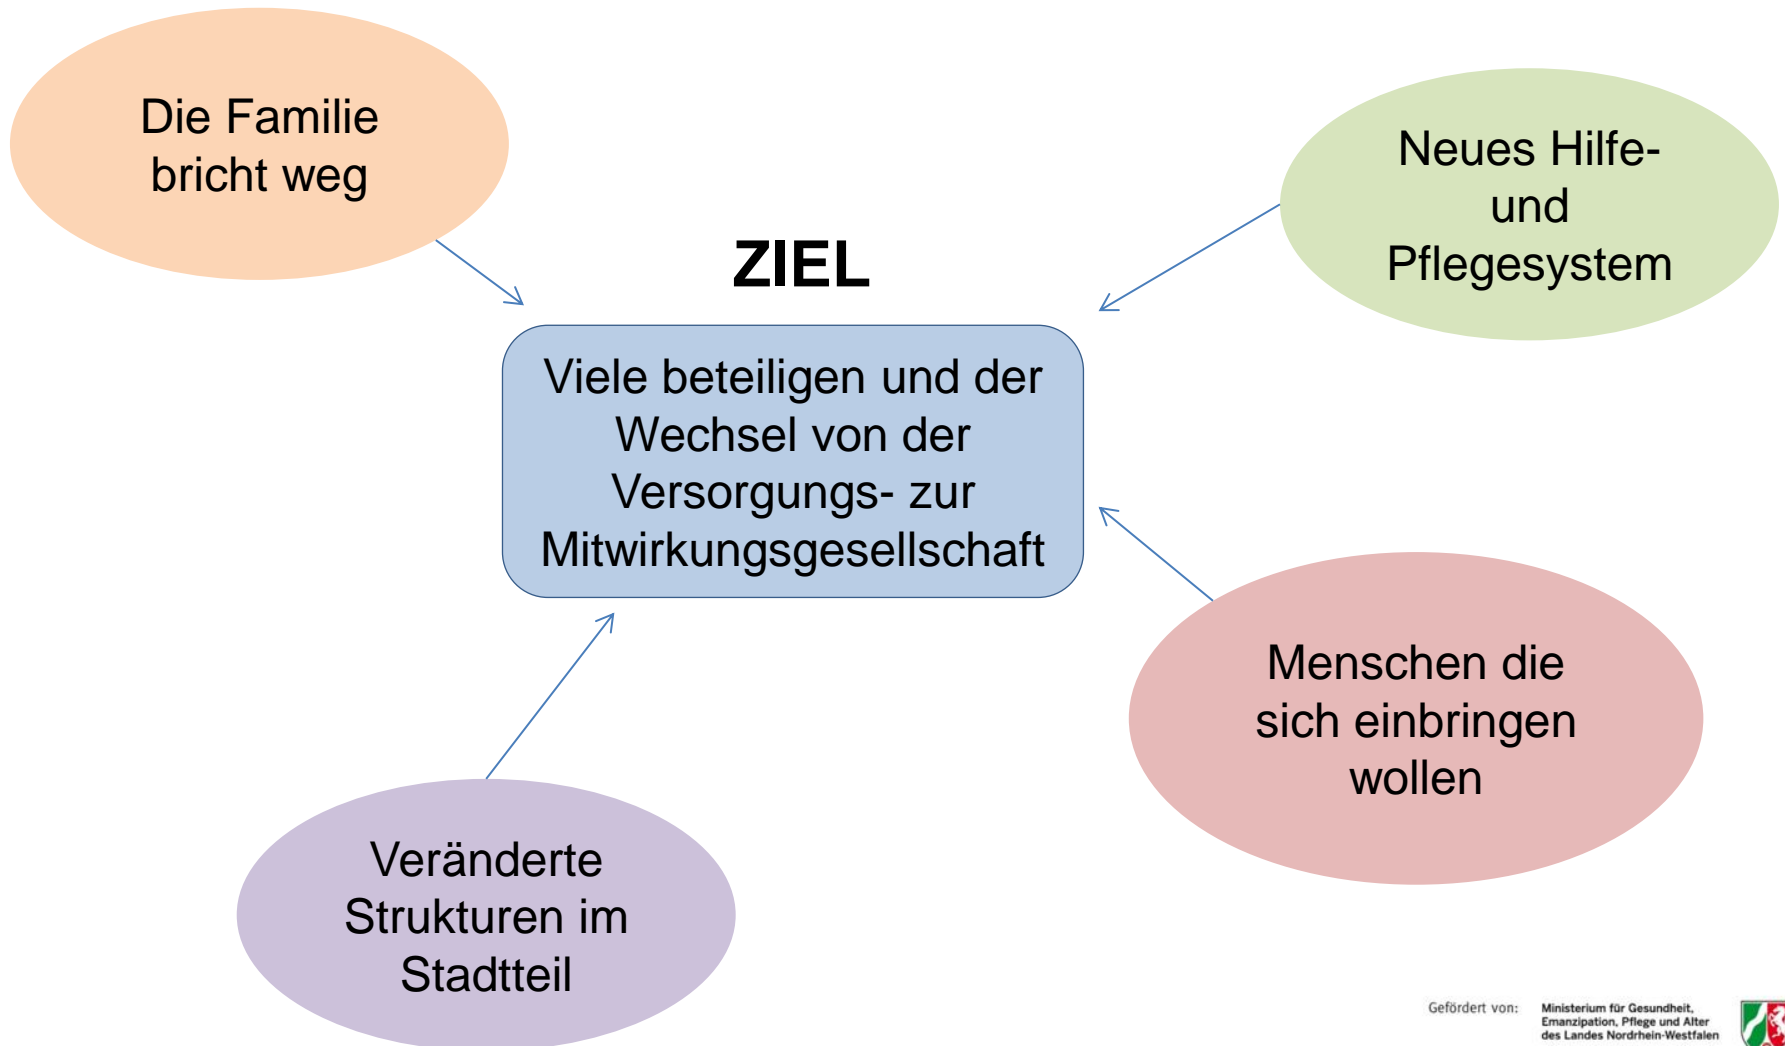 Die Familie
bricht weg
Neues Hilfe-
und
Pflegesystem
ZIEL
Viele beteiligen und der
Wechsel von der
Versorgungs- zur
Mitwirkungsgesellschaft
Menschen die
sich einbringen
wollen
Veränderte
Strukturen im
Stadtteil
Gefördert von:
Ministerium für Gesundheit,
Emanzipation, Pflege und Alter
des Landes Nordrhein-Westfalen